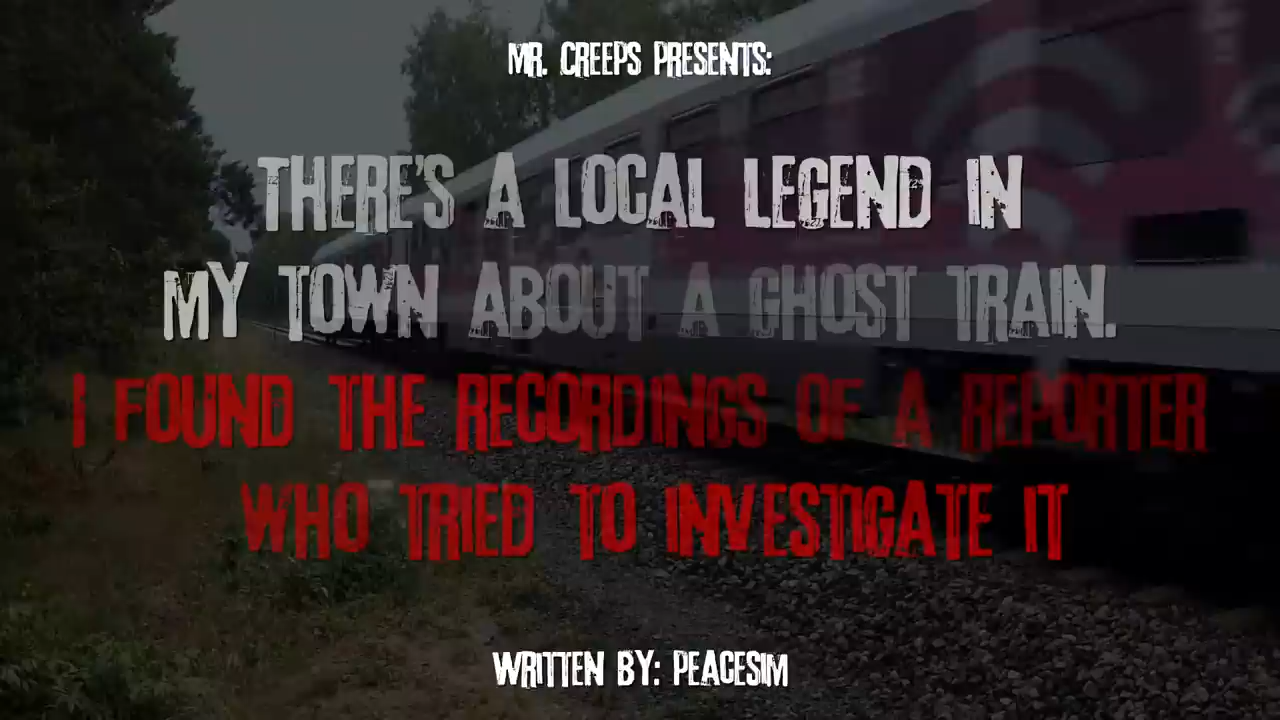 MR. CREEPS PRESENTS:
THERE'S A LOCAL LEGEND IN
MY TOWN ABOUT A GHOST TRAIN.
I FOUND THE RECORDINGS OF A REPORTER
WHO TRIED TO INVESTIGATE IT
WRITTEN BY: PEACESIM